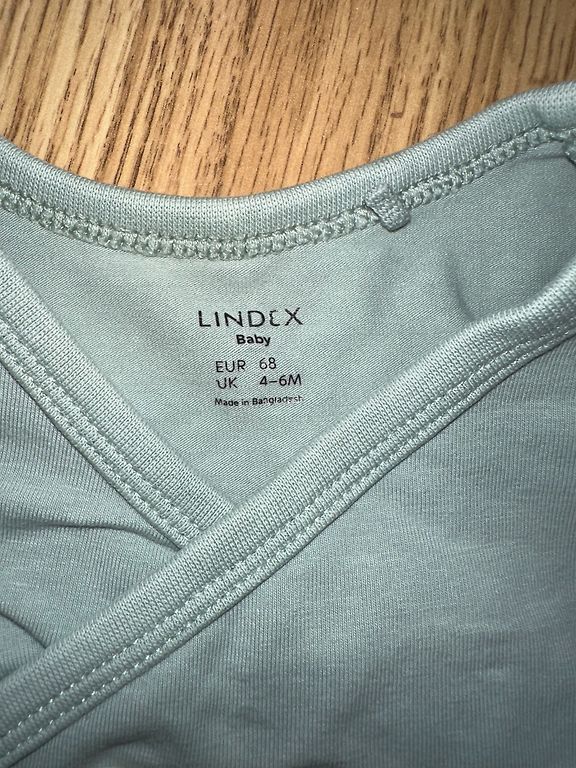 LINDEX
Baby
EUR 68
UK 4-6M
Made in Bangladesh